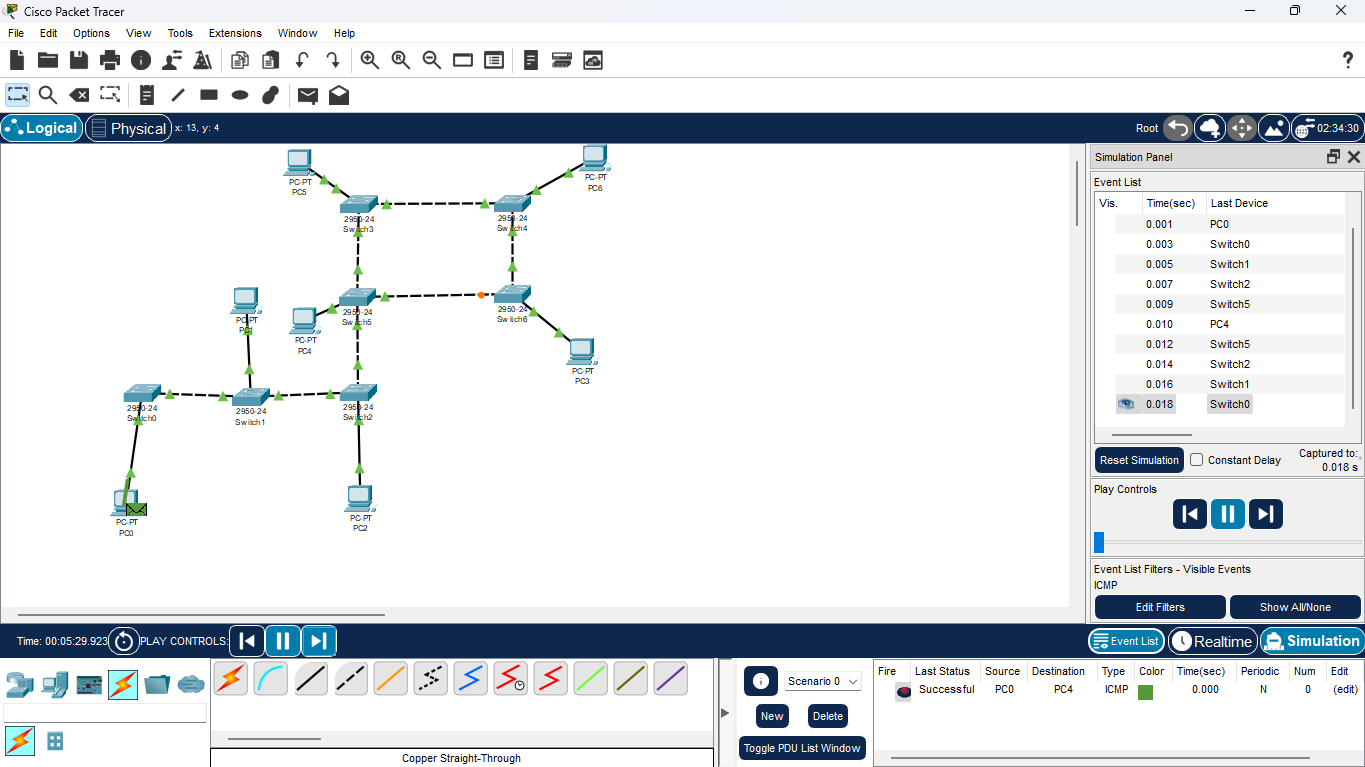 Cisco Packet Tracer
File Edit Options View Tools Extensions Window Help
Logical Physical x: 13, y: 4 Root 02:34:30
PC-PT
PC5
PC-PT
PC6
2950-24
Switch3
2950-24
Switch4
PC-PT
PC1
PC-PT
PC4
2950-24
Switch5
2950-24
Switch6
PC-PT
PC3
2950-24
Switch0
2950-24
Switch1
2950-24
Switch2
PC-PT
PC0
PC-PT
PC2
Simulation Panel
Event List
Vis. Time(sec) Last Device
0.001 PC0
0.003 Switch0
0.005 Switch1
0.007 Switch2
0.009 Switch5
0.010 PC4
0.012 Switch5
0.014 Switch2
0.016 Switch1
0.018 Switch0
Reset Simulation Constant Delay Captured to:
0.018 s
Play Controls
Event List Filters - Visible Events
ICMP
Edit Filters Show All/None
Time: 00:05:29.923 PLAY CONTROLS: Event List Realtime Simulation
Scenario 0
New Delete
Toggle PDU List Window
Fire Last Status Source Destination Type Color Time(sec) Periodic Num Edit
Successful PC0 PC4 ICMP 0.000 N 0 (edit)
Copper Straight-Through